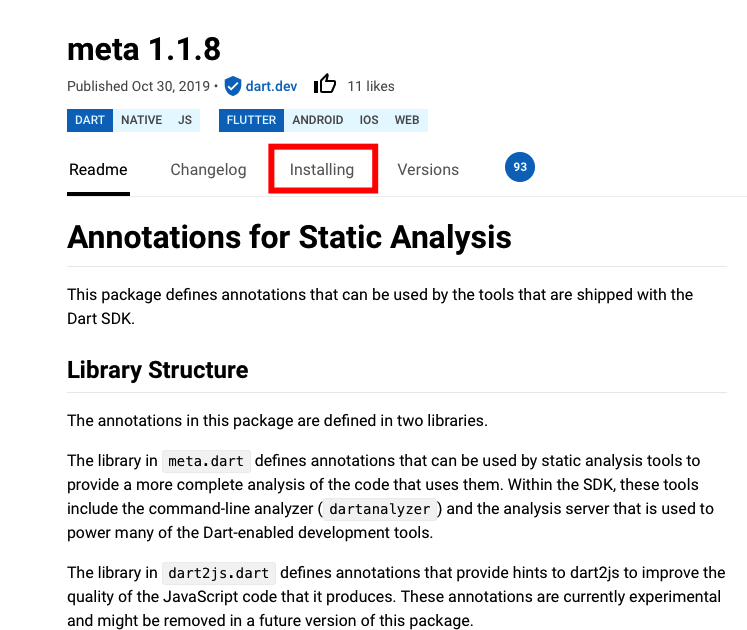 meta 1.1.8
Published Oct 30, 2019 • dart.dev 11 likes
DART NATIVE JS FLUTTER ANDROID IOS WEB
Readme Changelog Installing Versions 93
Annotations for Static Analysis
This package defines annotations that can be used by the tools that are shipped with the
Dart SDK.
Library Structure
The annotations in this package are defined in two libraries.
The library in meta.dart defines annotations that can be used by static analysis tools to
provide a more complete analysis of the code that uses them. Within the SDK, these tools
include the command-line analyzer (dartanalyzer) and the analysis server that is used to
power many of the Dart-enabled development tools.
The library in dart2js.dart defines annotations that provide hints to dart2js to improve the
quality of the JavaScript code that it produces. These annotations are currently experimental
and might be removed in a future version of this package.